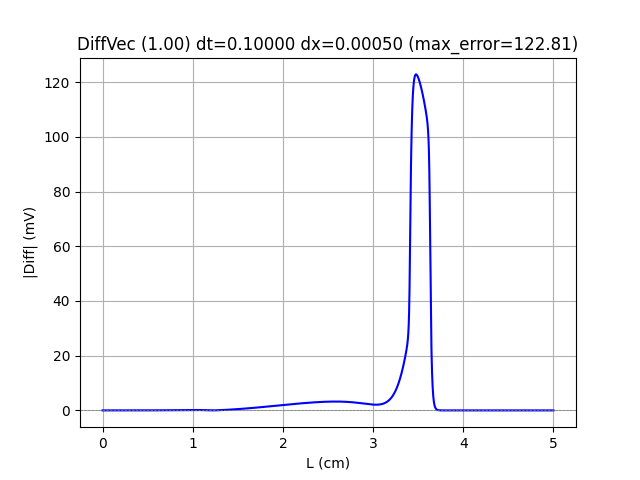 DiffVec (1.00) dt=0.10000 dx=0.00050 (max_error=122.81)
120
100
80
60
40
20
0
|Diff| (mV)
0 1 2 3 4 5
L (cm)